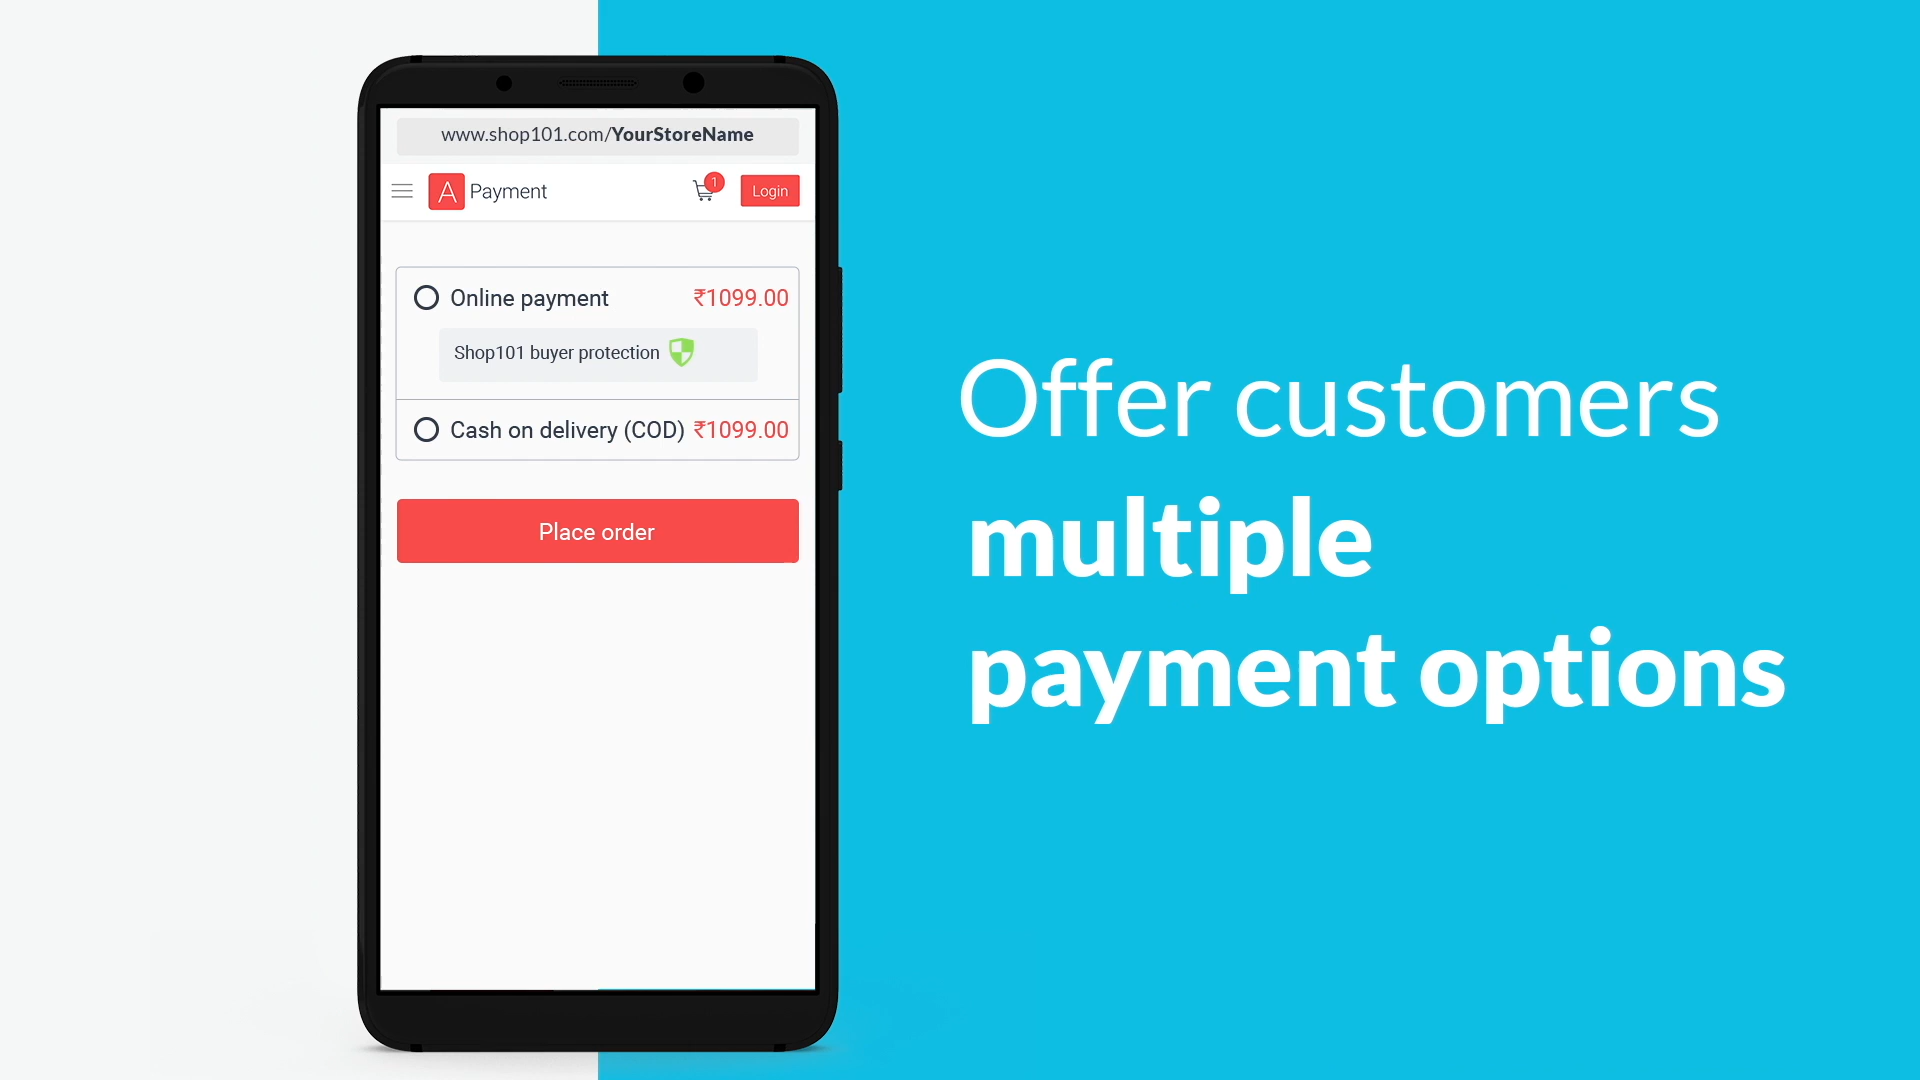 www.shop101.com/YourStoreName
A Payment 1 Login
Online payment ₹1099.00
Shop101 buyer protection
Cash on delivery (COD) ₹1099.00
Place order
Offer customers
multiple
payment options